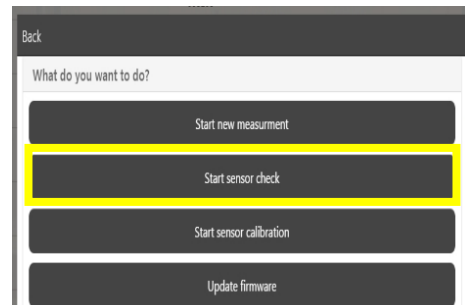 Back
What do you want to do?
Start new measurment
Start sensor check
Start sensor calibration
Update firmware